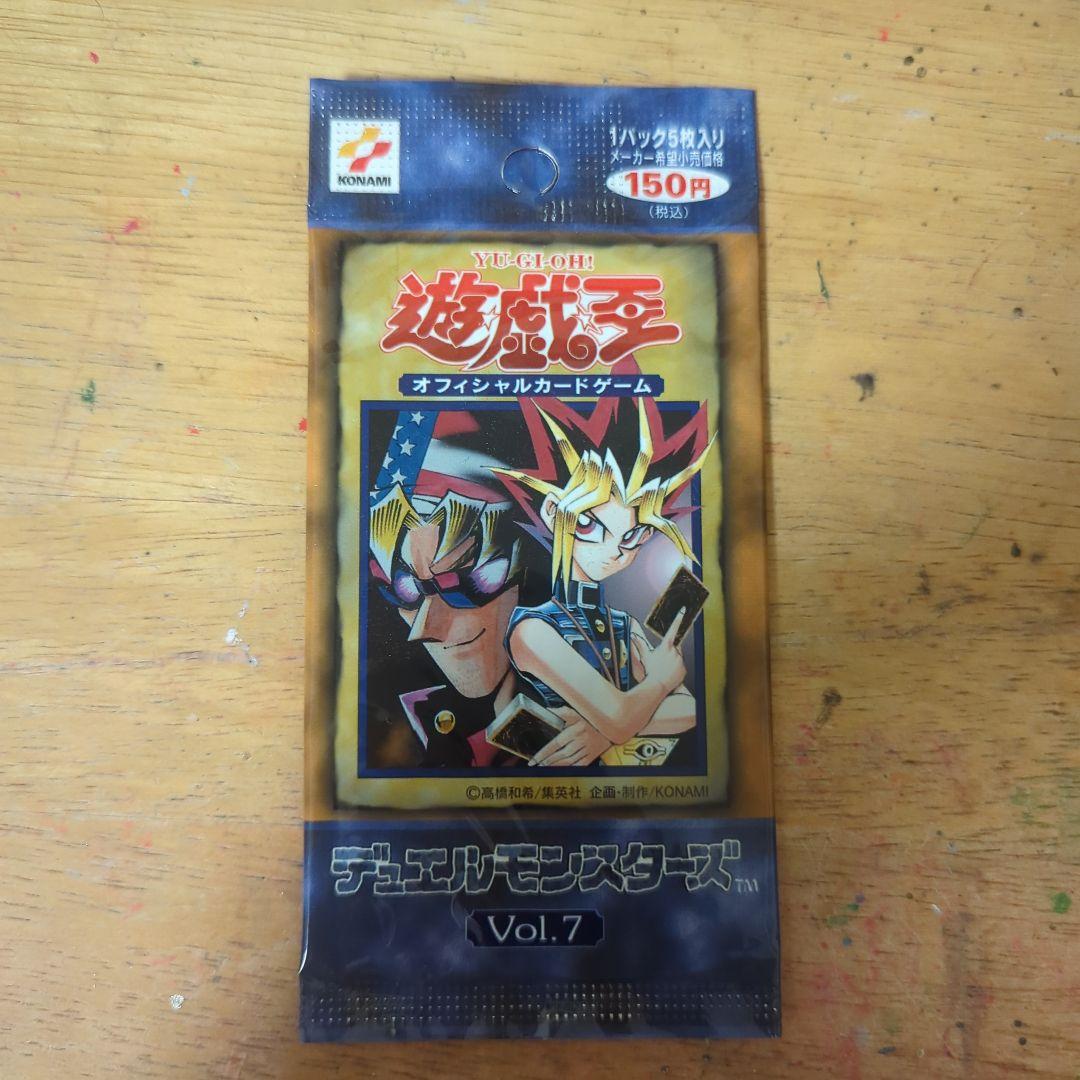 KONAMI
1パック5枚入り
メーカー希望小売価格
150円
(税込)
YU-GI-OH!
遊戯王
オフィシャルカードゲーム
©高橋和希/集英社 企画・制作/KONAMI
デュエルモンスターズ™
Vol.7